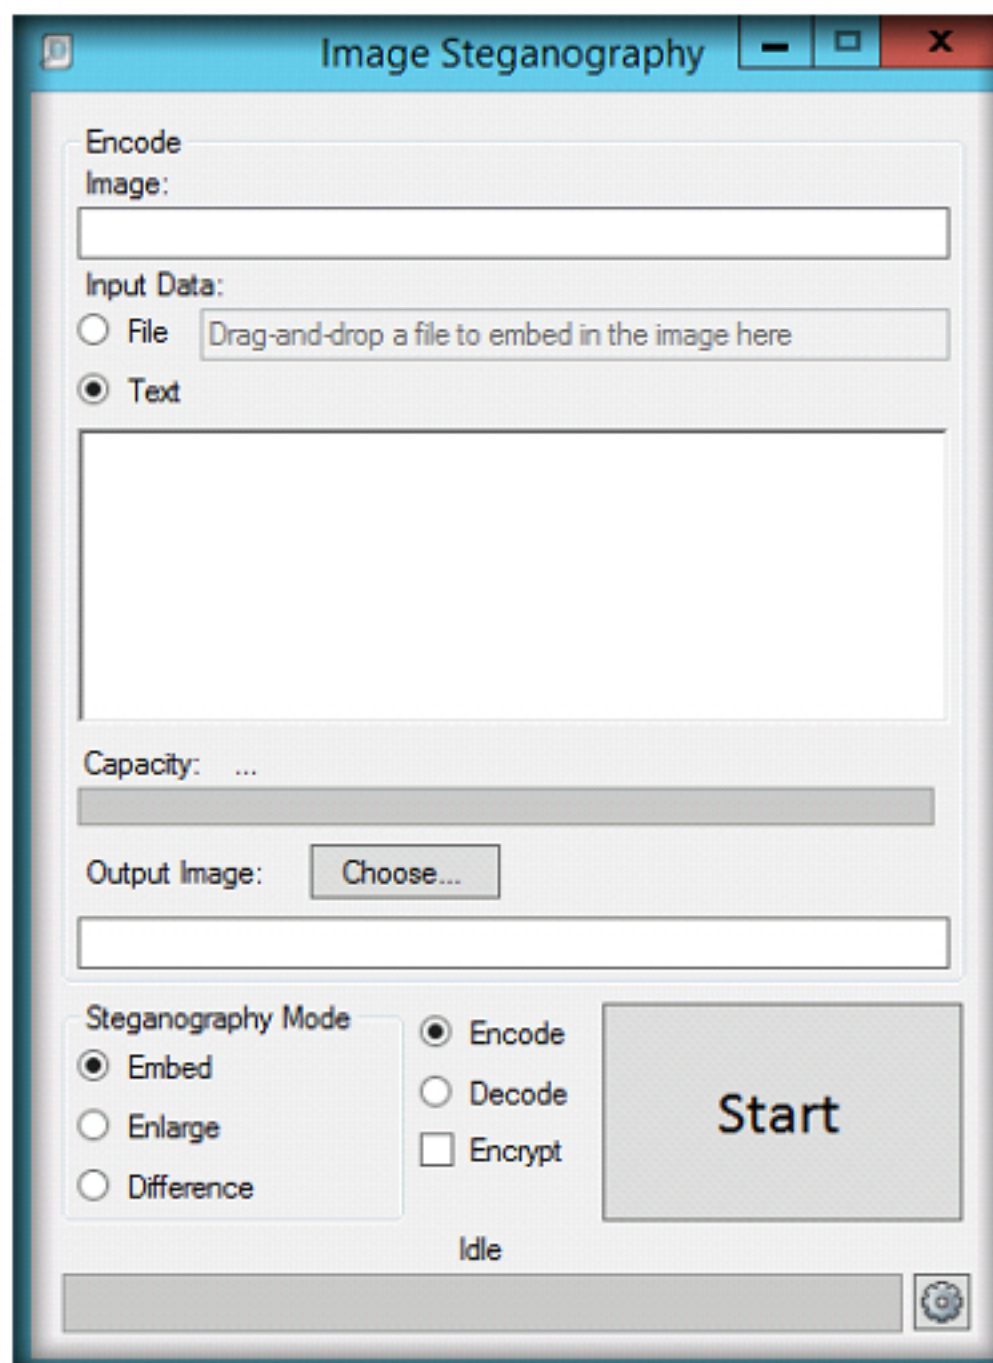 Image Steganography
Encode
Image:
Input Data:
File Drag-and-drop a file to embed in the image here
Text
Capacity: ...
Output Image: Choose...
Steganography Mode
Embed
Enlarge
Difference
Encode
Decode
Encrypt
Start
Idle